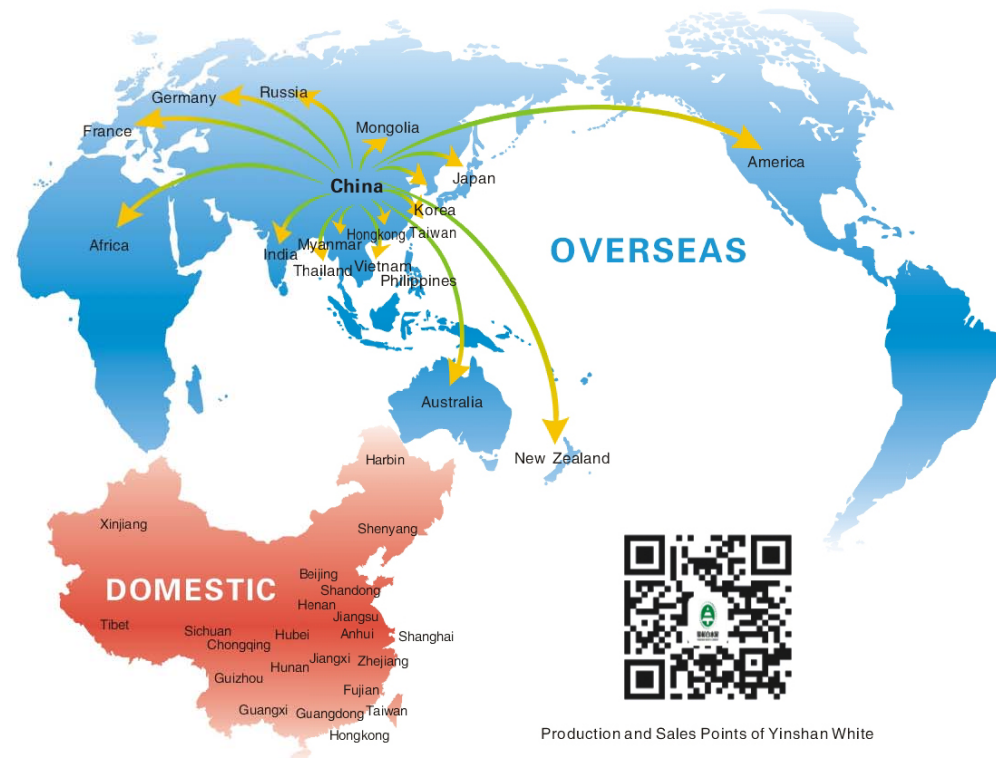 Germany
Russia
France
Mongolia
America
Japan
China
Korea
Africa
Hongkong
Taiwan
India
Myanmar
Thailand
Vietnam
Philippines
OVERSEAS
Australia
New Zealand
Harbin
Xinjiang
Shenyang
Beijing
DOMESTIC
Shandong
Henan
Jiangsu
Tibet
Sichuan
Hubei
Anhui
Shanghai
Chongqing
Jiangxi
Zhejiang
Hunan
Guizhou
Fujian
Guangxi
Guangdong
Taiwan
Hongkong
Production and Sales Points of Yinshan White